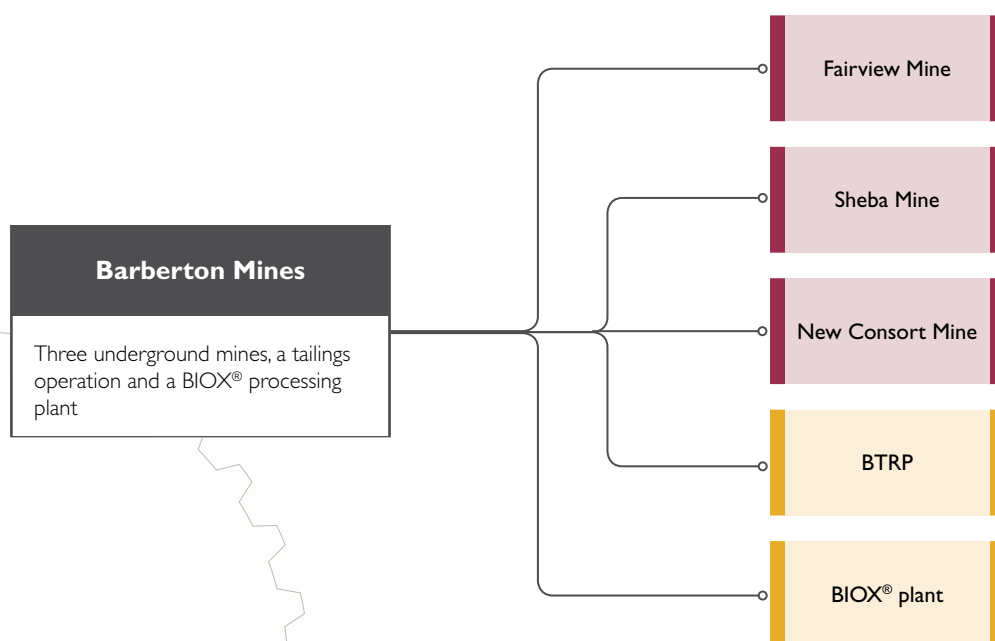 Barberton Mines
Three underground mines, a tailings
operation and a BIOX® processing
plant
Fairview Mine
Sheba Mine
New Consort Mine
BTRP
BIOX® plant